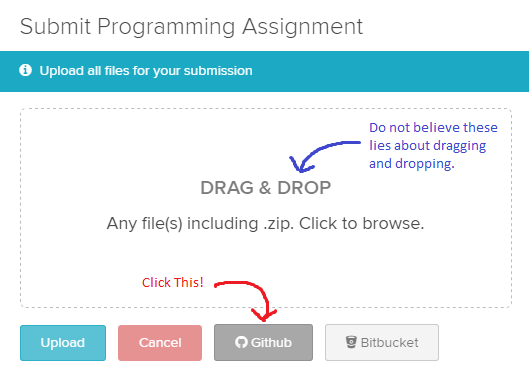 Submit Programming Assignment
Upload all files for your submission
Do not believe these
lies about dragging
and dropping.
DRAG & DROP
Any file(s) including .zip. Click to browse.
Click This!
Upload Cancel Github Bitbucket